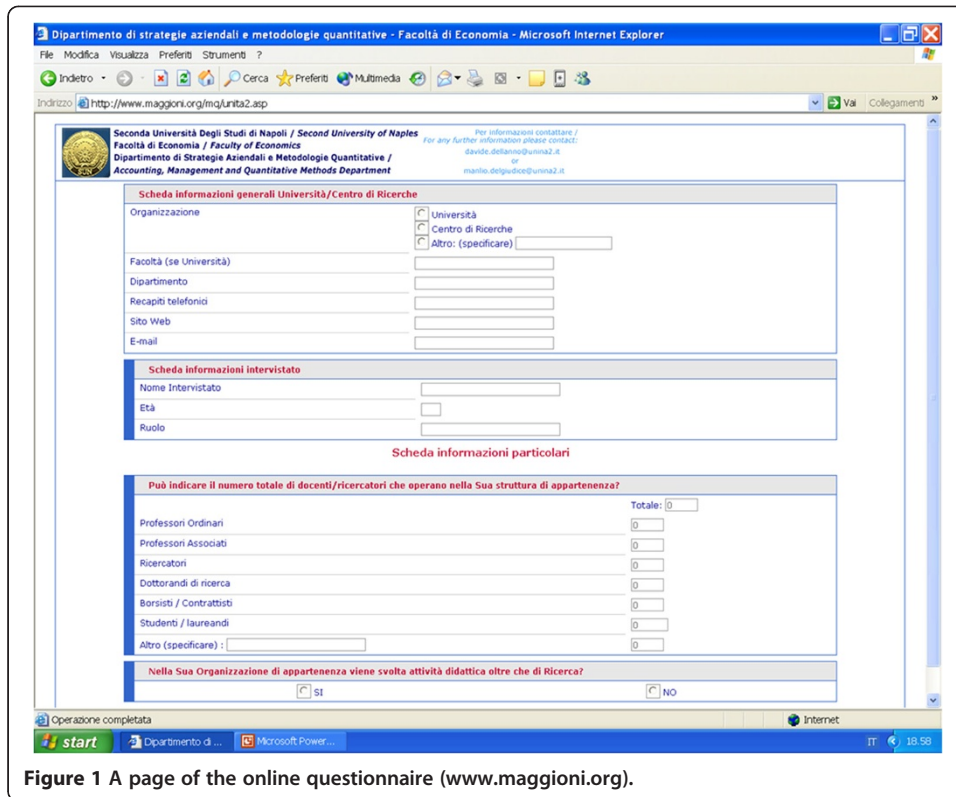 Dipartimento di strategie aziendali e metodologie quantitative - Facoltà di Economia - Microsoft Internet Explorer
File Modifica Visualizza Preferiti Strumenti ?
Indietro Cerca Preferiti Multimedia
Indirizzo http://www.maggioni.org/mq/unita2.asp Vai Collegamenti »
Seconda Università Degli Studi di Napoli / Second University of Naples
Facoltà di Economia / Faculty of Economics
Dipartimento di Strategie Aziendali e Metodologie Quantitative /
Accounting, Management and Quantitative Methods Department
Per informazioni contattare /
For any further information please contact:
davide.dellanno@unina2.it
or
manlio.delgiudice@unina2.it
Scheda informazioni generali Università/Centro di Ricerche
Organizzazione
Università
Centro di Ricerche
Altro: (specificare)
Facoltà (se Università)
Dipartimento
Recapiti telefonici
Sito Web
E-mail
Scheda informazioni intervistato
Nome Intervistato
Età
Ruolo
Scheda informazioni particolari
Può indicare il numero totale di docenti/ricercatori che operano nella Sua struttura di appartenenza?
Totale: 0
Professori Ordinari 0
Professori Associati 0
Ricercatori 0
Dottorandi di ricerca 0
Borsisti / Contrattisti 0
Studenti / laureandi 0
Altro (specificare) : 0
Nella Sua Organizzazione di appartenenza viene svolta attività didattica oltre che di Ricerca?
SI NO
Operazione completata Internet
start Dipartimento di ... Microsoft Power... IT 18.58
Figure 1 A page of the online questionnaire (www.maggioni.org).